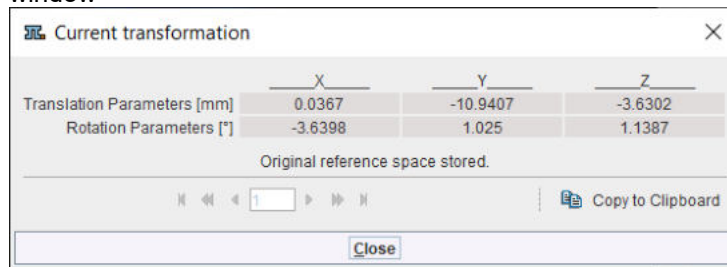 window
Current transformation
X Y Z
Translation Parameters [mm] 0.0367 -10.9407 -3.6302
Rotation Parameters [°] -3.6398 1.025 1.1387
Original reference space stored.
1 Copy to Clipboard
Close